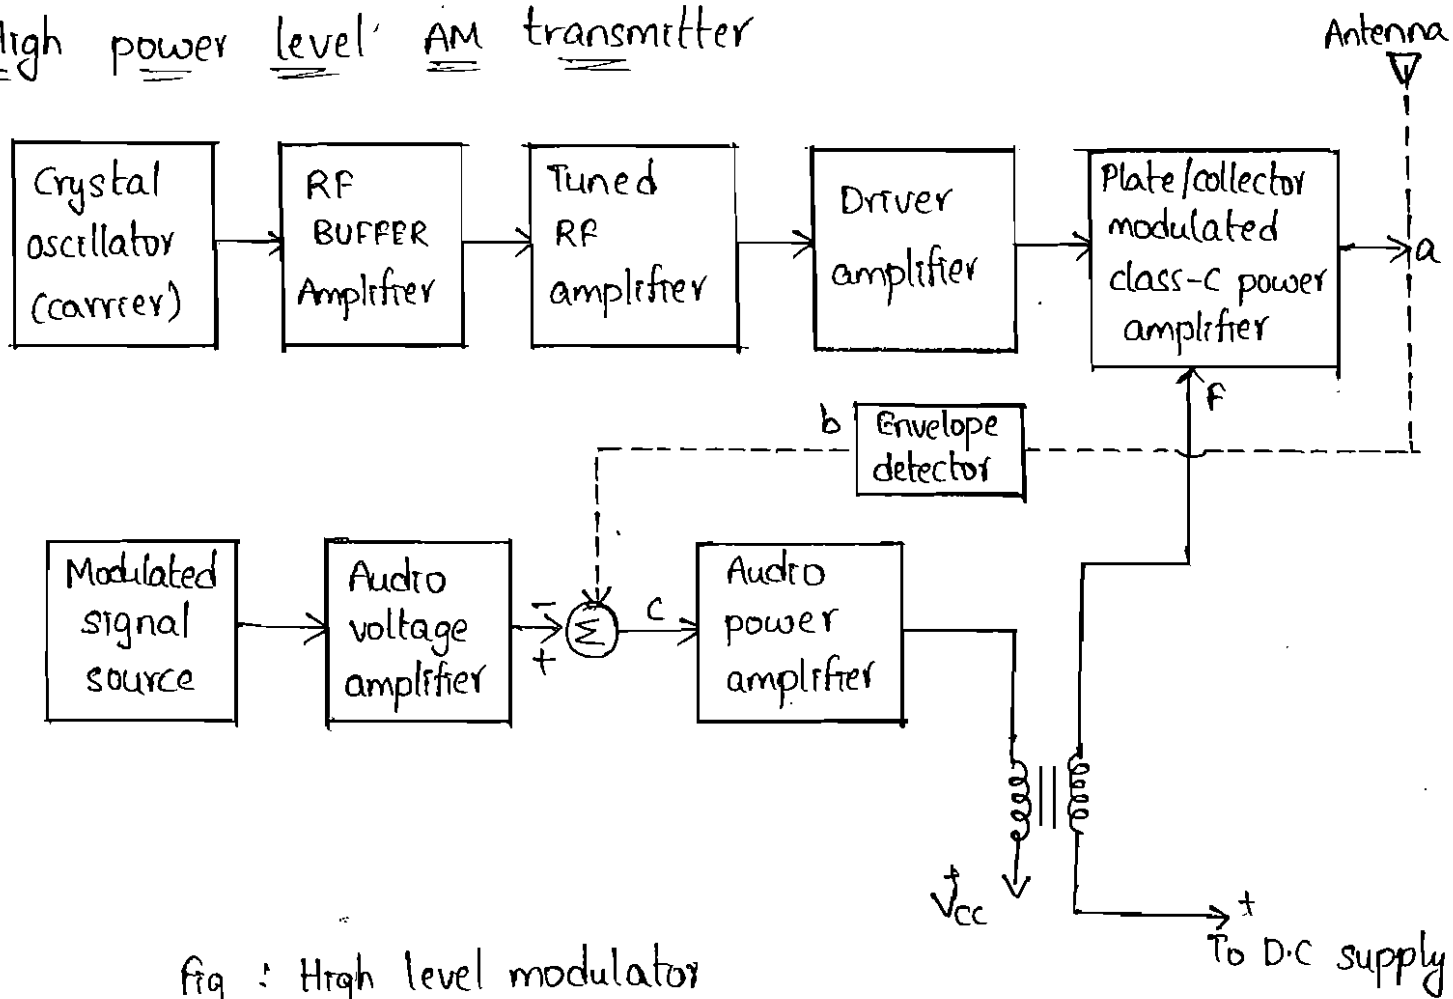 High power level AM transmitter
Antenna
Crystal
oscillator
(carrier)
RF
BUFFER
Amplifier
Tuned
RF
amplifier
Driver
amplifier
Plate/collector
modulated
class-C power
amplifier
a
F
b
Envelope
detector
Modulated
signal
source
Audio
voltage
amplifier
-
+
Σ
C
Audio
power
amplifier
+
Vcc
+
To D.C supply
fig : High level modulator